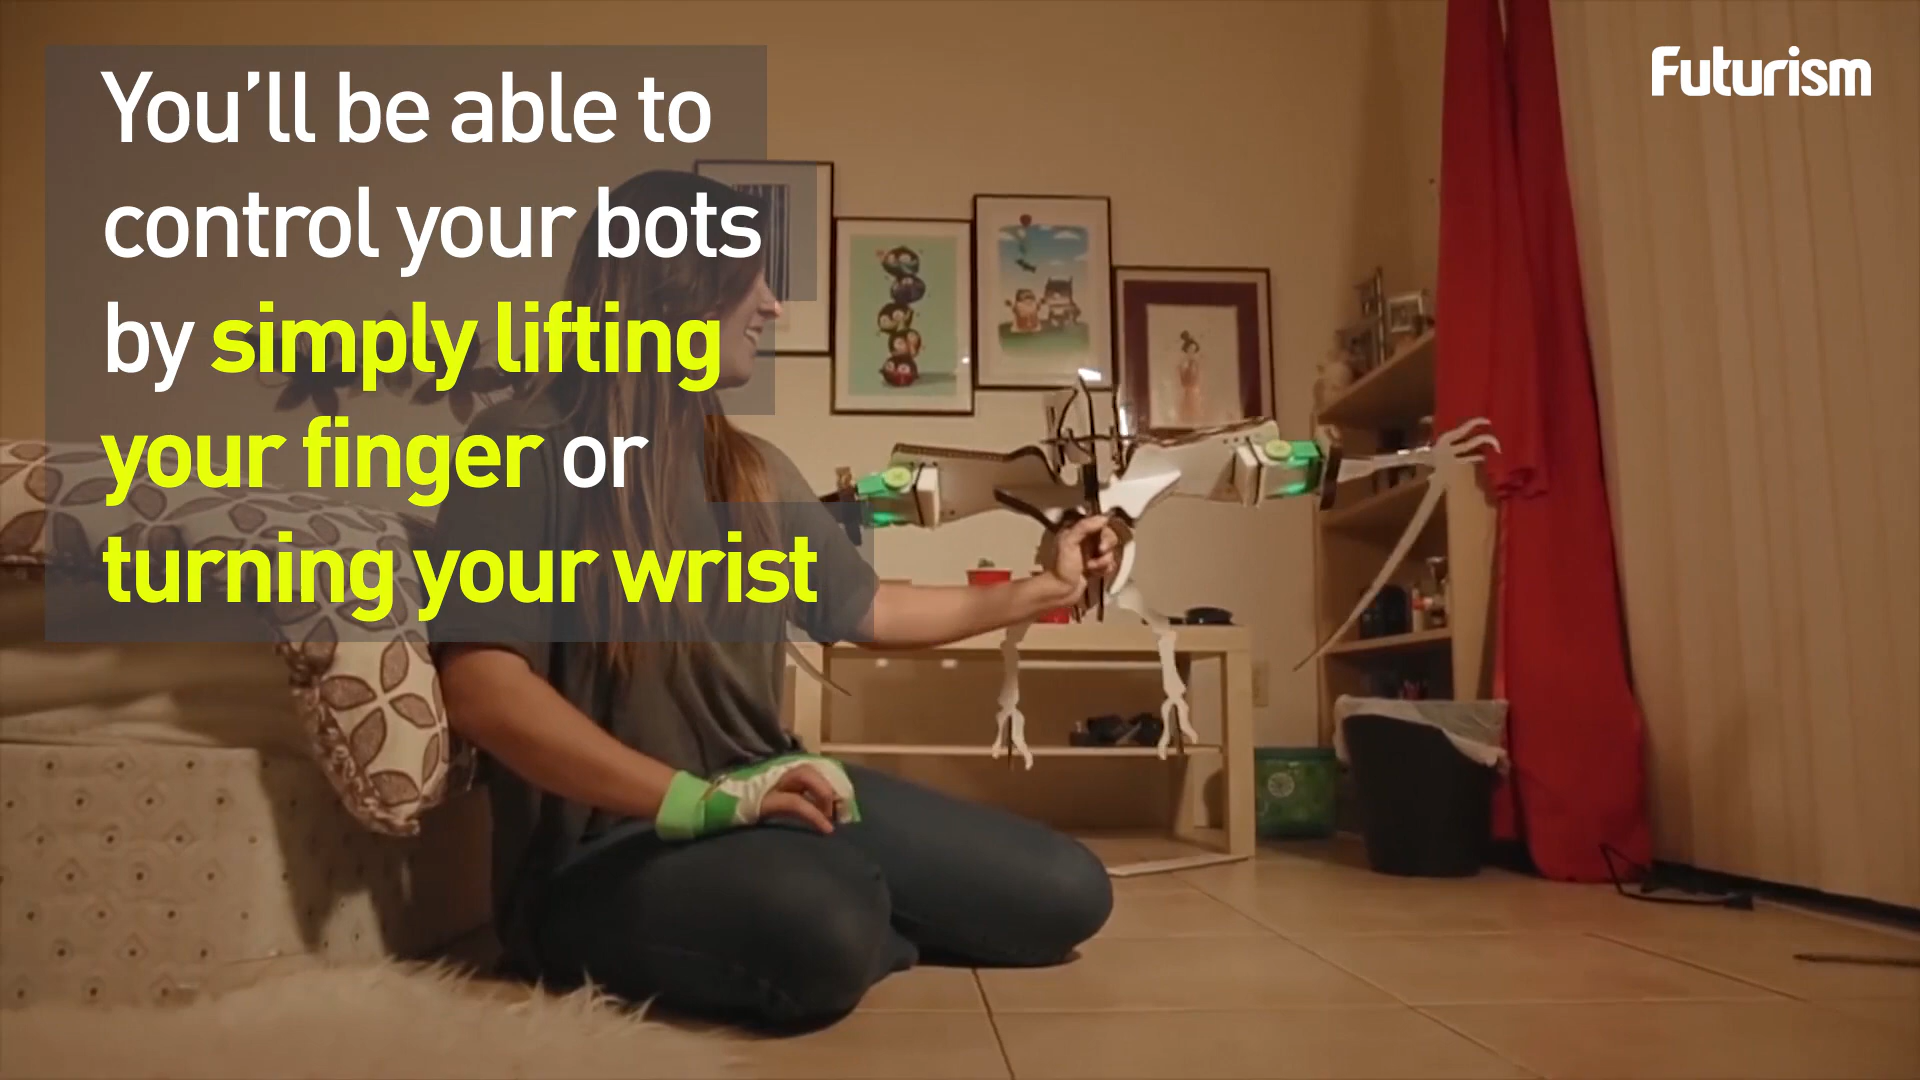 Futurism
You’ll be able to
control your bots
by simply lifting
your finger or
turning your wrist